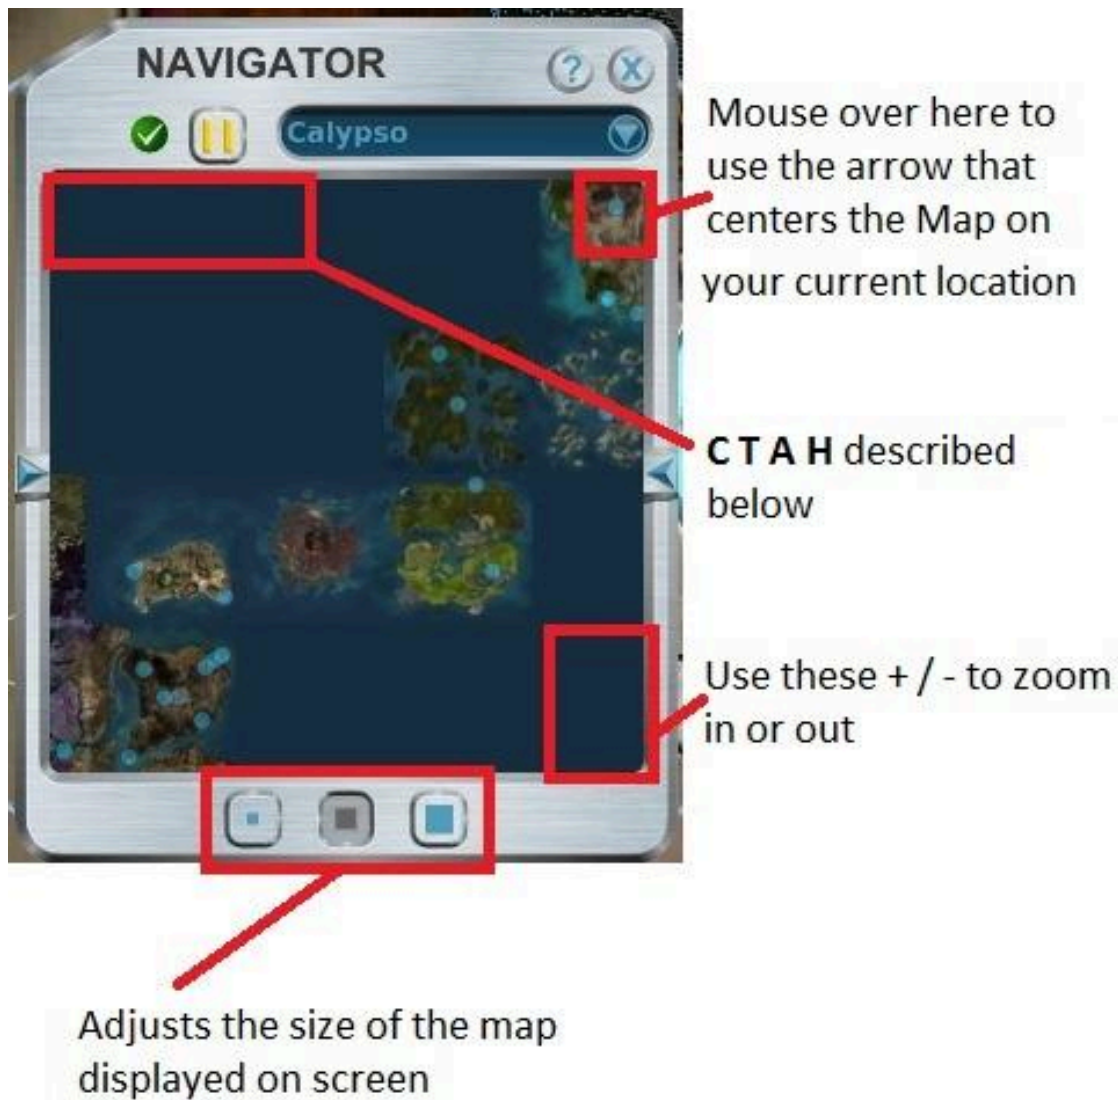 NAVIGATOR
?
X
Calypso
Mouse over here to
use the arrow that
centers the Map on
your current location
C T A H described
below
Use these + / - to zoom
in or out
Adjusts the size of the map
displayed on screen